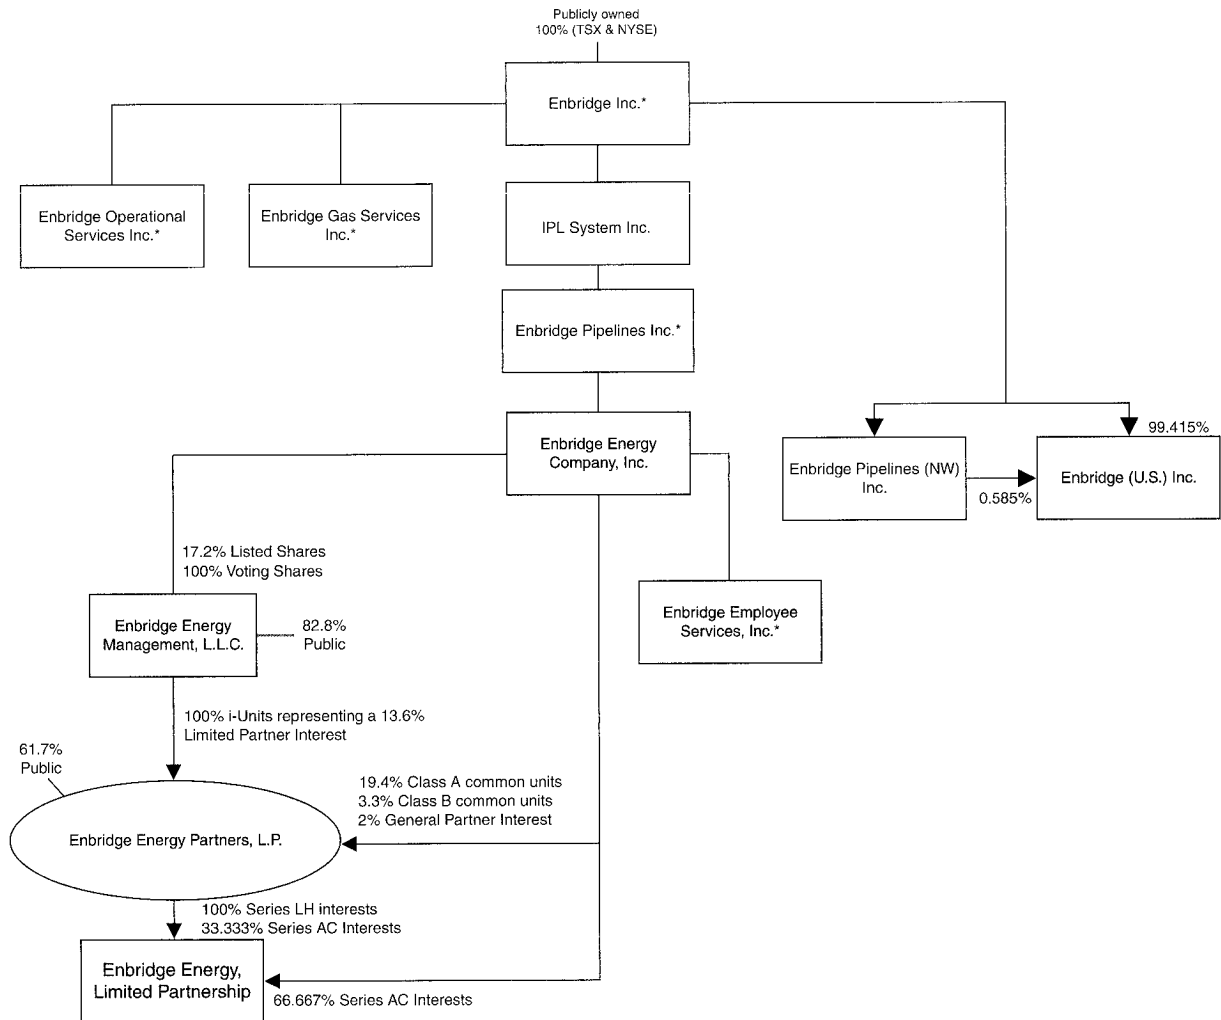 Publicly owned
100% (TSX & NYSE)
Enbridge Inc.*
Enbridge Operational
Services Inc.*
Enbridge Gas Services
Inc.*
IPL System Inc.
Enbridge Pipelines Inc.*
Enbridge Energy
Company, Inc.
Enbridge Pipelines (NW)
Inc.
0.585%
99.415%
Enbridge (U.S.) Inc.
17.2% Listed Shares
100% Voting Shares
Enbridge Energy
Management, L.L.C.
82.8%
Public
Enbridge Employee
Services, Inc.*
100% i-Units representing a 13.6%
Limited Partner Interest
61.7%
Public
19.4% Class A common units
3.3% Class B common units
2% General Partner Interest
Enbridge Energy Partners, L.P.
100% Series LH interests
33.333% Series AC Interests
Enbridge Energy,
Limited Partnership
66.667% Series AC Interests